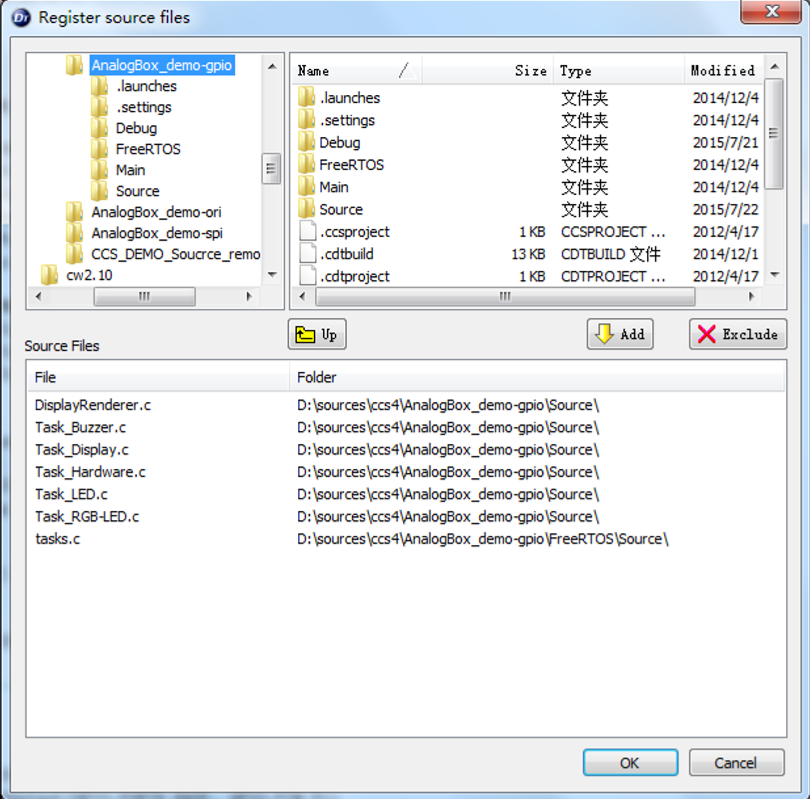 Register source files
AnalogBox_demo-gpio
.launches
.settings
Debug
FreeRTOS
Main
Source
AnalogBox_demo-ori
AnalogBox_demo-spi
CCS_DEMO_Soucrce_remo
cw2.10
Name Size Type Modified
.launches 文件夹 2014/12/4
.settings 文件夹 2014/12/4
Debug 文件夹 2015/7/21
FreeRTOS 文件夹 2014/12/4
Main 文件夹 2014/12/4
Source 文件夹 2015/7/22
.ccsproject 1 KB CCSPROJECT ... 2012/4/17
.cdtbuild 13 KB CDTBUILD 文件 2014/12/1
.cdtproject 1 KB CDTPROJECT ... 2012/4/17
Up Add Exclude
Source Files
File Folder
DisplayRenderer.c D:\sources\ccs4\AnalogBox_demo-gpio\Source\
Task_Buzzer.c D:\sources\ccs4\AnalogBox_demo-gpio\Source\
Task_Display.c D:\sources\ccs4\AnalogBox_demo-gpio\Source\
Task_Hardware.c D:\sources\ccs4\AnalogBox_demo-gpio\Source\
Task_LED.c D:\sources\ccs4\AnalogBox_demo-gpio\Source\
Task_RGB-LED.c D:\sources\ccs4\AnalogBox_demo-gpio\Source\
tasks.c D:\sources\ccs4\AnalogBox_demo-gpio\FreeRTOS\Source\
OK Cancel